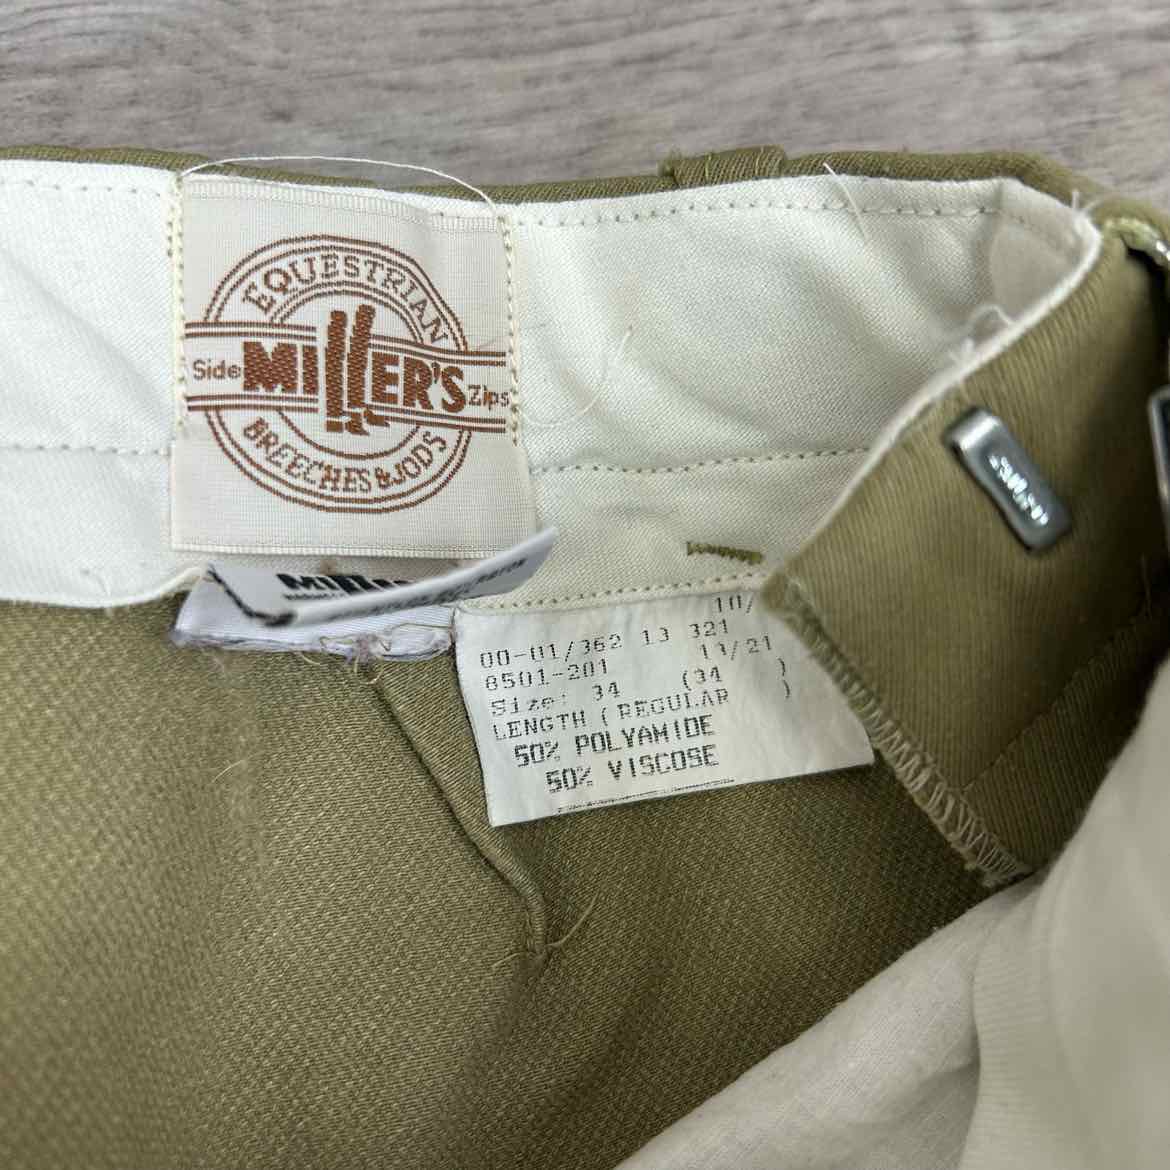 EQUESTRIAN
Side MILLER'S Zips
BREECHES & JODS
10/
00-01/362 13 321
8501-201 11/21
Size: 34 (34 )
LENGTH (REGULAR )
50% POLYAMIDE
50% VISCOSE